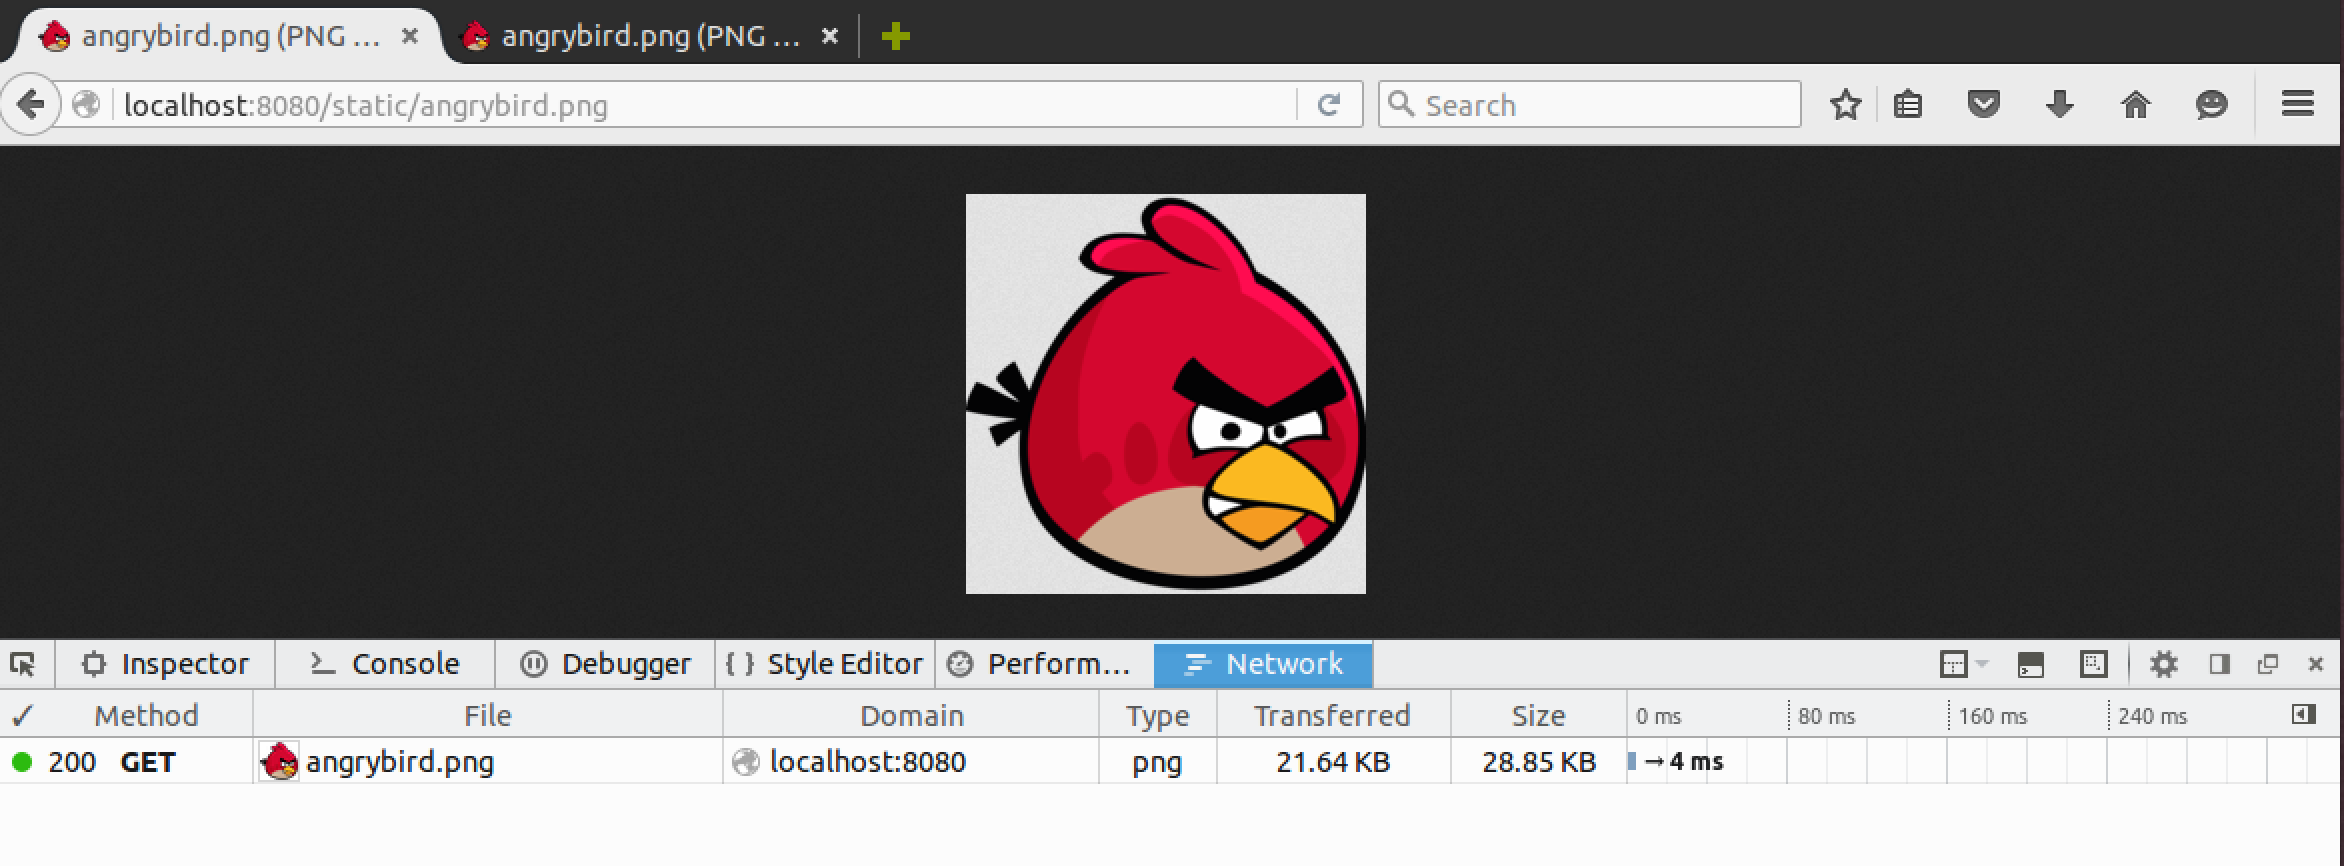 angrybird.png (PNG ... angrybird.png (PNG ...
localhost:8080/static/angrybird.png Search
Inspector Console Debugger Style Editor Perform... Network
Method File Domain Type Transferred Size 0 ms 80 ms 160 ms 240 ms
200 GET angrybird.png localhost:8080 png 21.64 KB 28.85 KB → 4 ms